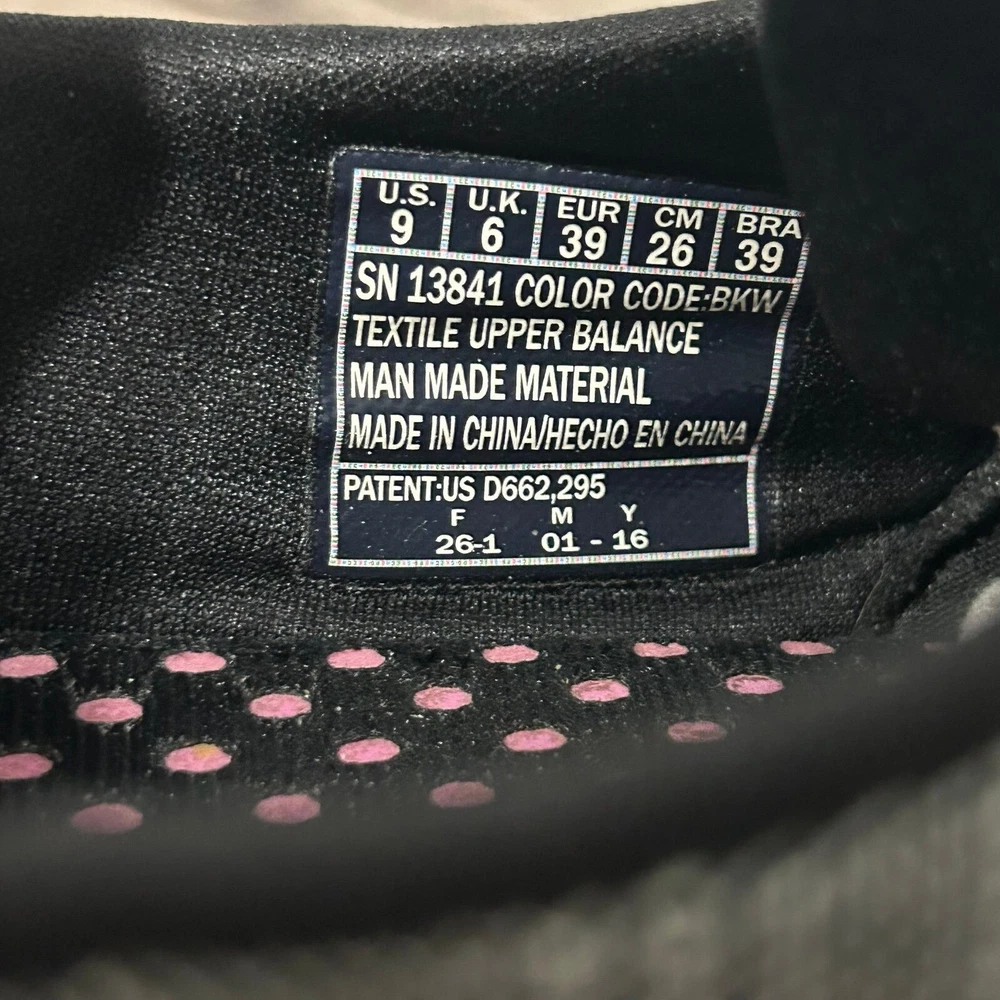 U.S. U.K. EUR CM BRA
9 6 39 26 39
SN 13841 COLOR CODE:BKW
TEXTILE UPPER BALANCE
MAN MADE MATERIAL
MADE IN CHINA/HECHO EN CHINA
PATENT:US D662,295
F M Y
26-1 01 - 16